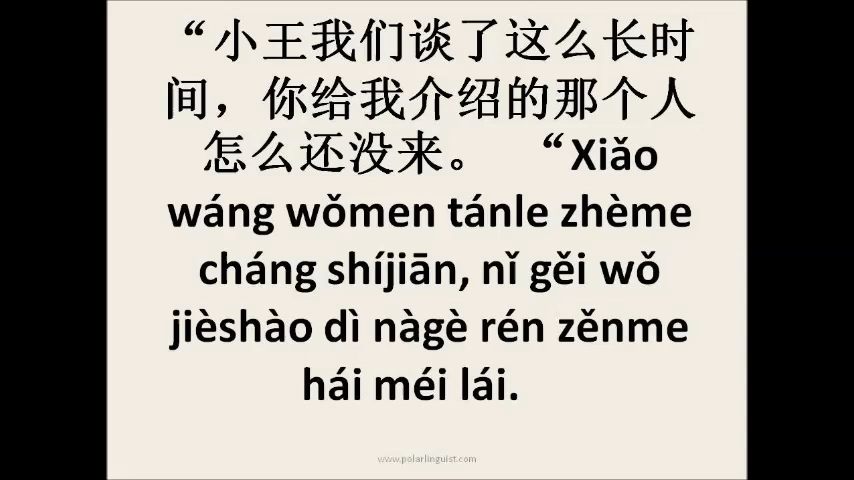 “小王我们谈了这么长时
间，你给我介绍的那个人
怎么还没来。 “Xiǎo
wáng wǒmen tánle zhème
cháng shíjiān, nǐ gěi wǒ
jièshào dì nàgè rén zěnme
hái méi lái.
www.polarlinguist.com